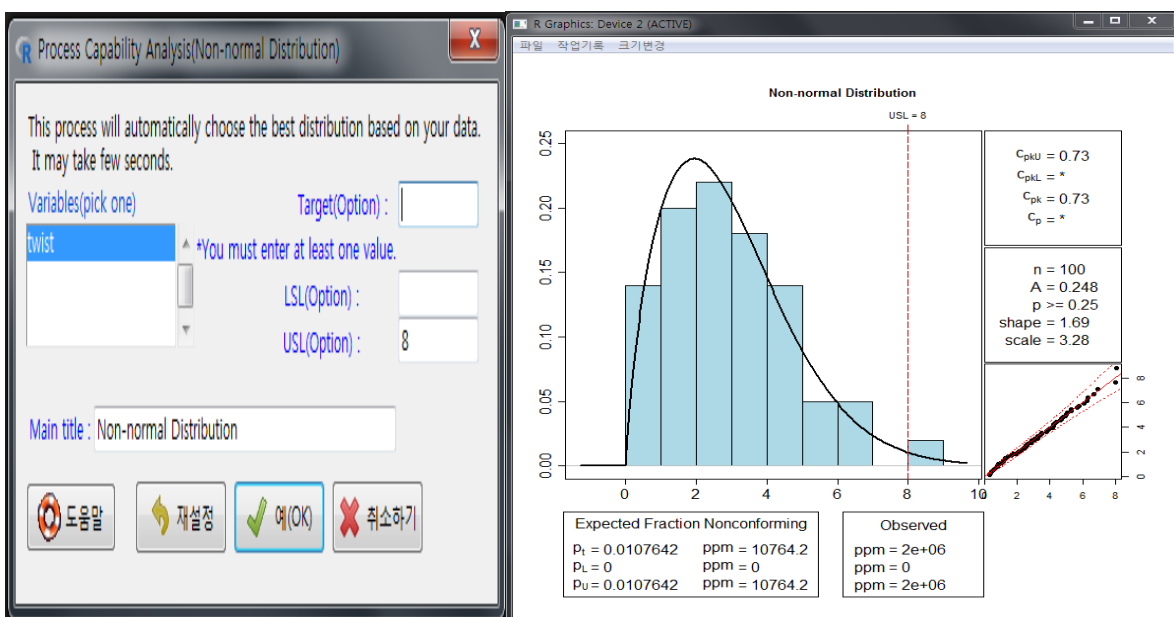 Process Capability Analysis(Non-normal Distribution)
This process will automatically choose the best distribution based on your data.
It may take few seconds.
Variables(pick one)
Target(Option) :
twist
*You must enter at least one value.
LSL(Option) :
USL(Option) : 8
Main title : Non-normal Distribution
도움말
재설정
예(OK)
취소하기
R Graphics: Device 2 (ACTIVE)
파일 작업기록 크기변경
Non-normal Distribution
USL = 8
0.25
0.20
0.15
0.10
0.05
0.00
0 2 4 6 8 10
CpkU = 0.73
CpkL = *
Cpk = 0.73
Cp = *
n = 100
A = 0.248
p >= 0.25
shape = 1.69
scale = 3.28
8
6
4
2
0
0 2 4 6 8
Expected Fraction Nonconforming
pt = 0.0107642 ppm = 10764.2
pL = 0 ppm = 0
pU = 0.0107642 ppm = 10764.2
Observed
ppm = 2e+06
ppm = 0
ppm = 2e+06